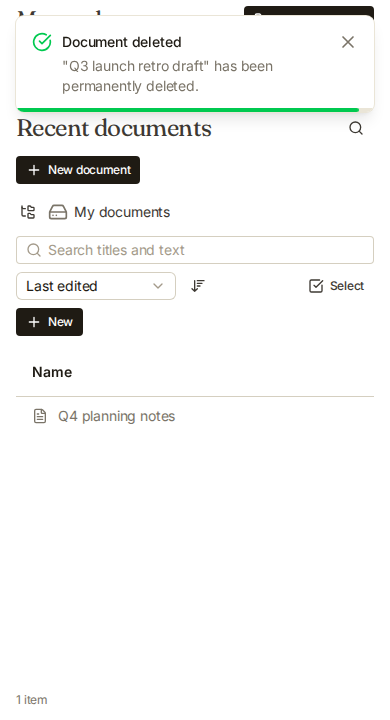 Document deleted
"Q3 launch retro draft" has been
permanently deleted.
Recent documents
New document
My documents
Search titles and text
Last edited
Select
New
Name
Q4 planning notes
1 item